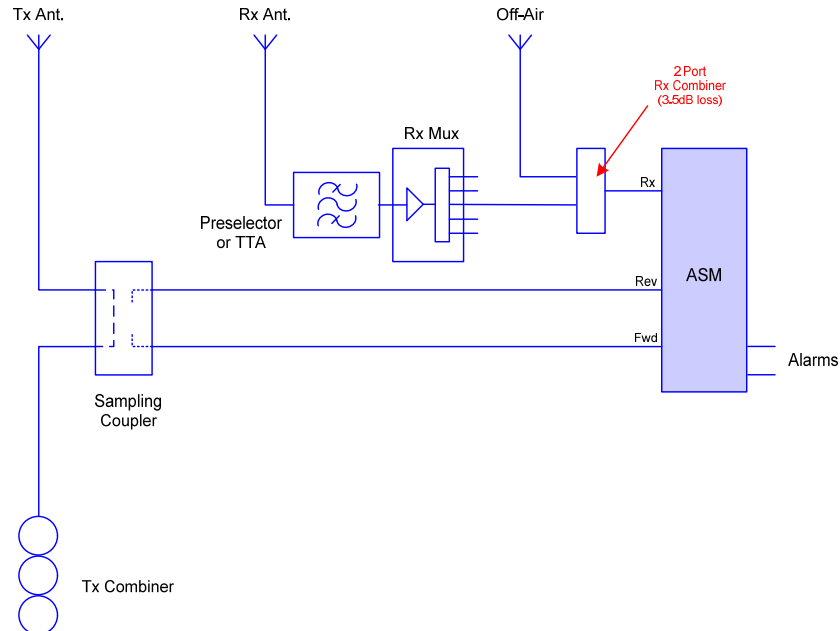 Tx Ant.
Rx Ant.
Off-Air
2 Port
Rx Combiner
(3.5dB loss)
Rx Mux
Rx
Preselector
or TTA
ASM
Rev
Fwd
Alarms
Sampling
Coupler
Tx Combiner